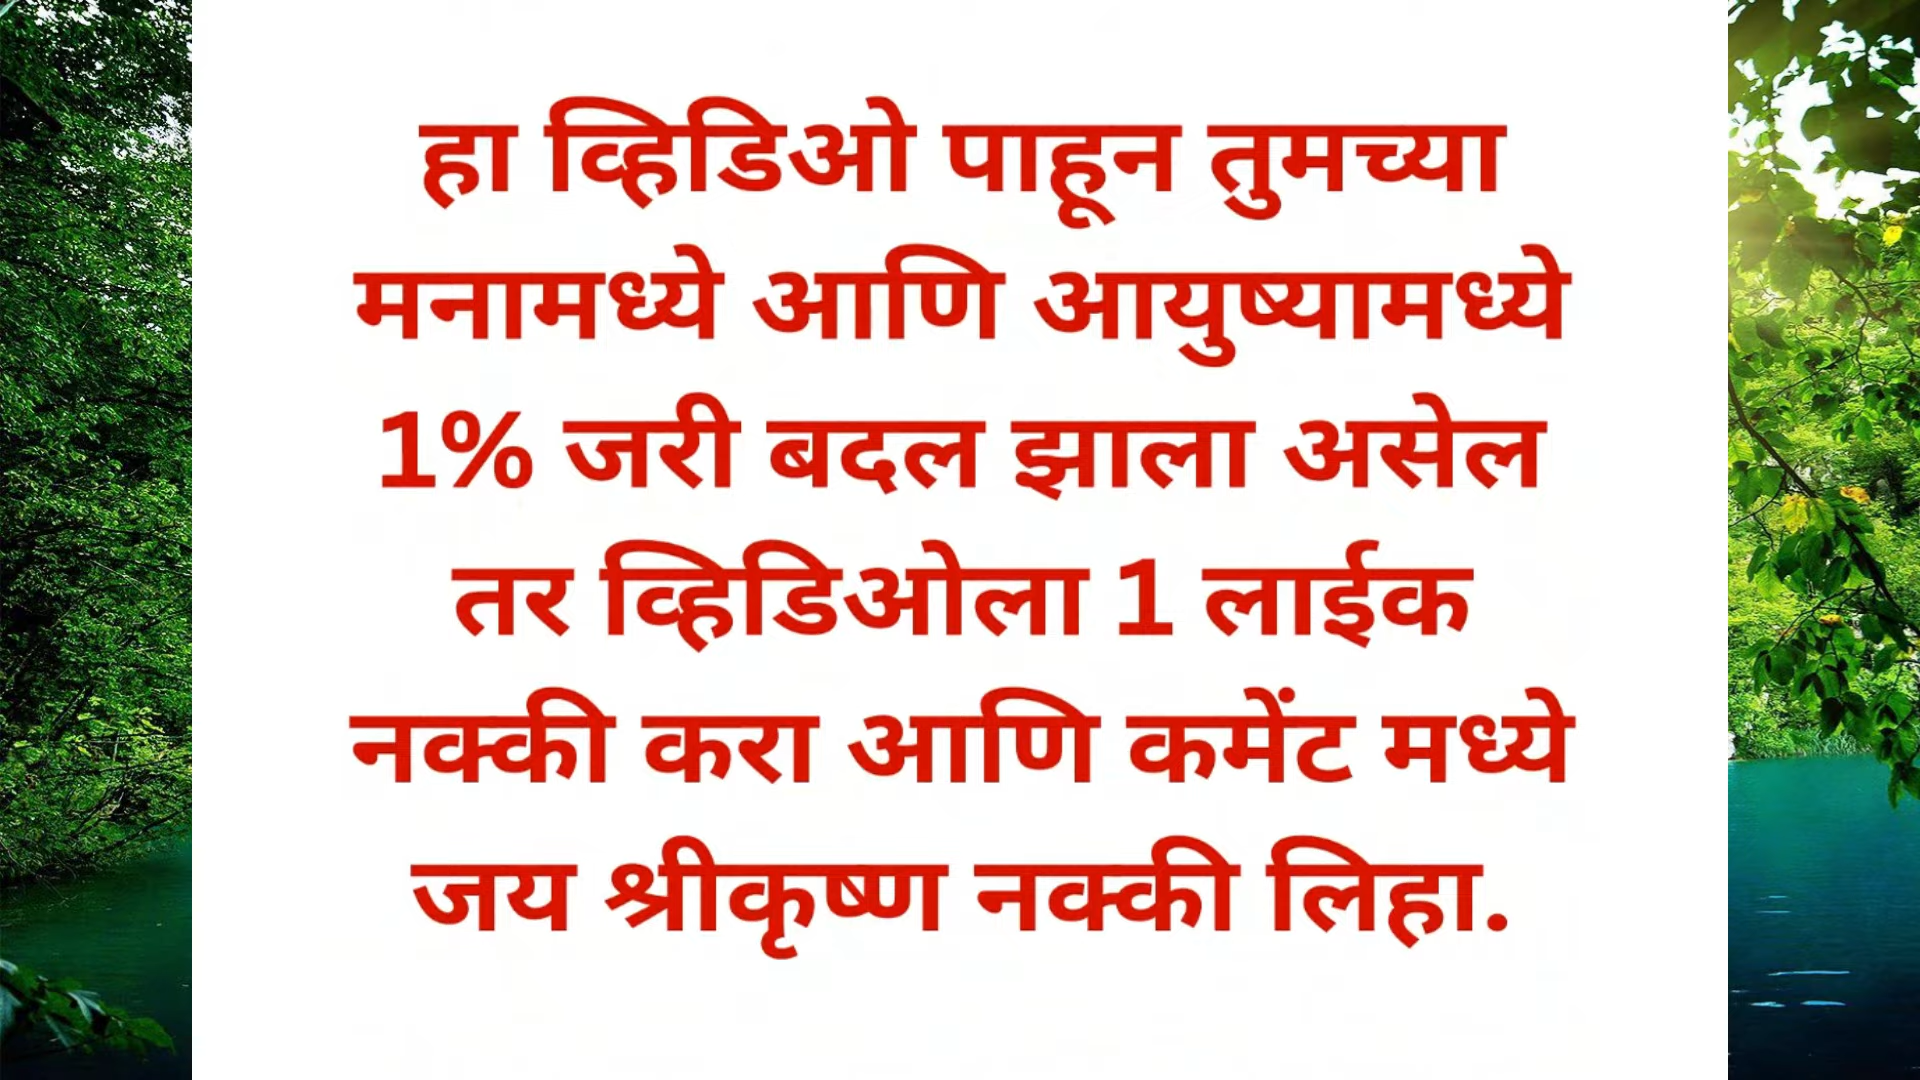 हा व्हिडिओ पाहून तुमच्या
मनामध्ये आणि आयुष्यामध्ये
1% जरी बदल झाला असेल
तर व्हिडिओला 1 लाईक
नक्की करा आणि कमेंट मध्ये
जय श्रीकृष्ण नक्की लिहा.